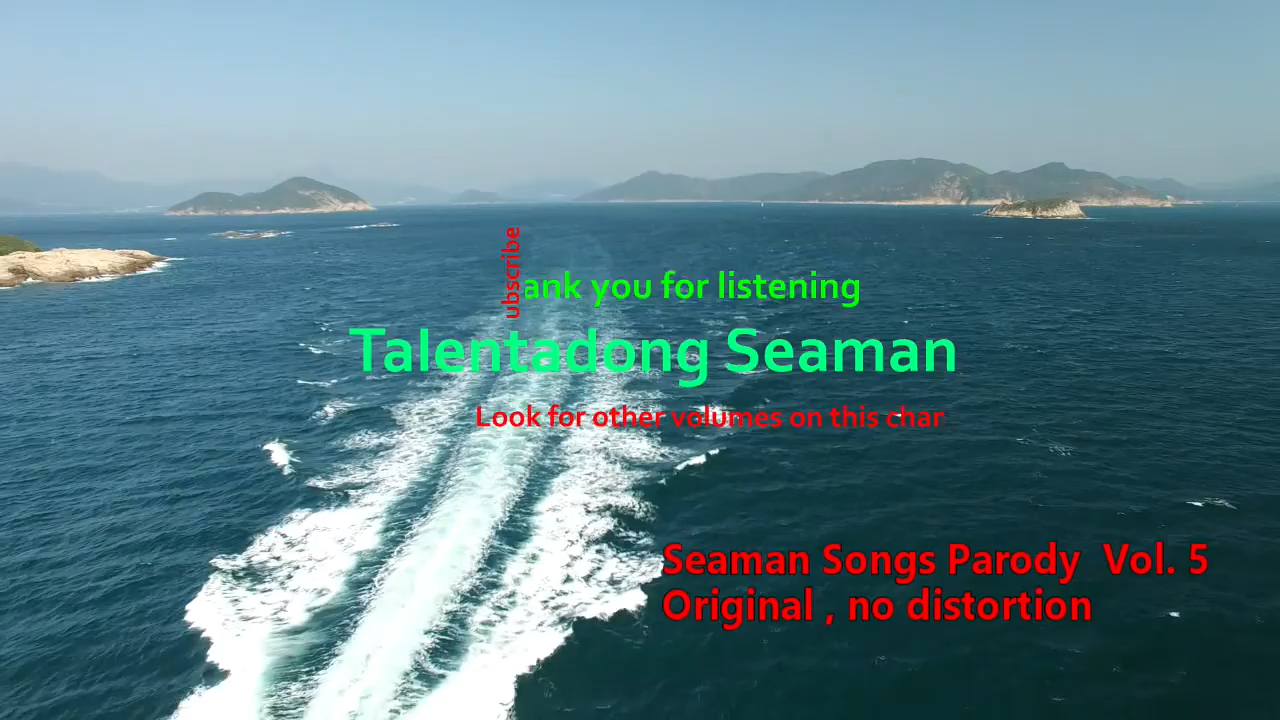 ubscribe
ank you for listening
Talentadong Seaman
Look for other volumes on this char
Seaman Songs Parody Vol. 5
Original , no distortion